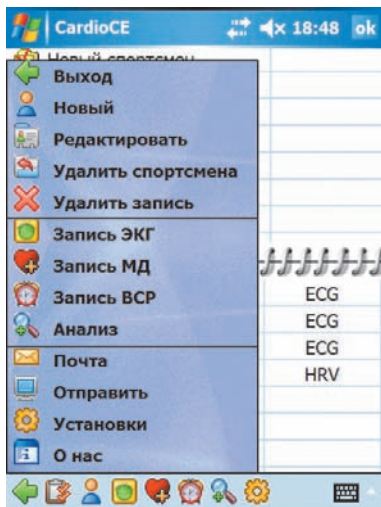 CardioCE 18:48 ok
Новый спортсмен
Выход
Новый
Редактировать
Удалить спортсмена
Удалить запись
Запись ЭКГ
Запись МД
Запись ВСР
Анализ
Почта
Отправить
Установки
О нас
ECG
ECG
ECG
HRV